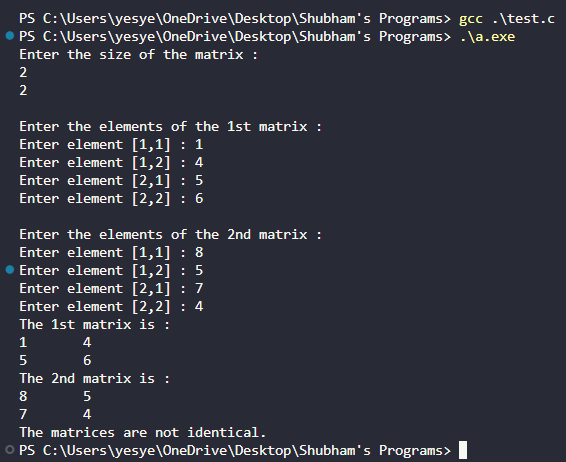 PS C:\Users\yesye\OneDrive\Desktop\Shubham's Programs> gcc .\test.c
PS C:\Users\yesye\OneDrive\Desktop\Shubham's Programs> .\a.exe
Enter the size of the matrix :
2
2

Enter the elements of the 1st matrix :
Enter element [1,1] : 1
Enter element [1,2] : 4
Enter element [2,1] : 5
Enter element [2,2] : 6

Enter the elements of the 2nd matrix :
Enter element [1,1] : 8
Enter element [1,2] : 5
Enter element [2,1] : 7
Enter element [2,2] : 4
The 1st matrix is :
1       4
5       6
The 2nd matrix is :
8       5
7       4
The matrices are not identical.
PS C:\Users\yesye\OneDrive\Desktop\Shubham's Programs>